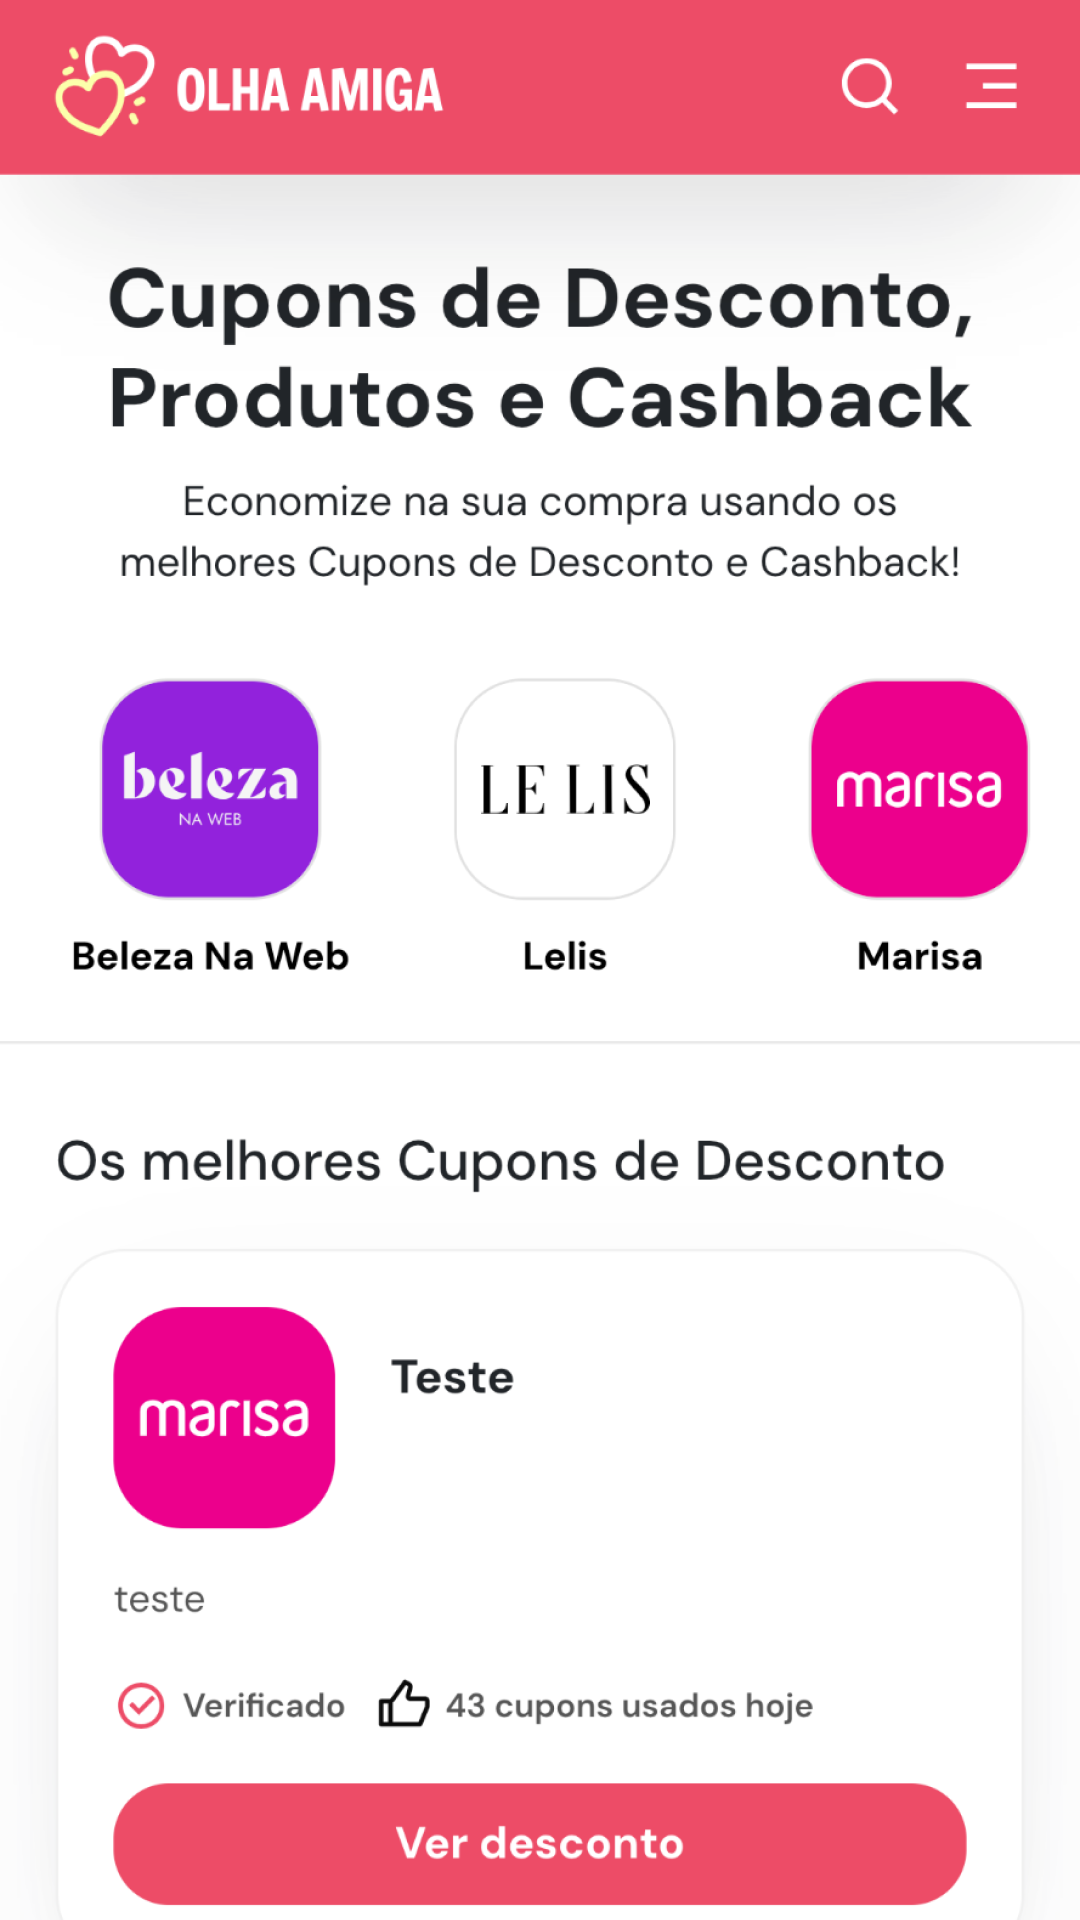 OLHA AMIGA
Cupons de Desconto,
Produtos e Cashback
Economize na sua compra usando os
melhores Cupons de Desconto e Cashback!
beleza
NA WEB
LE LIS
marisa
Beleza Na Web
Lelis
Marisa
Os melhores Cupons de Desconto
marisa
Teste
teste
Verificado
43 cupons usados hoje
Ver desconto